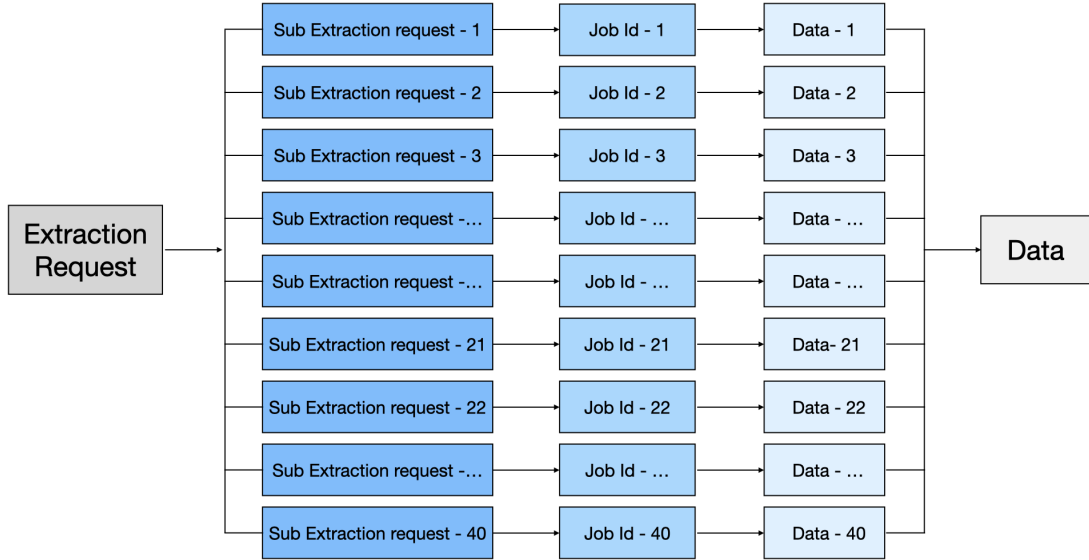 Sub Extraction request - 1
Job Id - 1
Data - 1
Sub Extraction request - 2
Job Id - 2
Data - 2
Sub Extraction request - 3
Job Id - 3
Data - 3
Extraction
Request
Sub Extraction request -...
Job Id - ...
Data - ...
Data
Sub Extraction request -...
Job Id - ...
Data - ...
Sub Extraction request - 21
Job Id - 21
Data- 21
Sub Extraction request - 22
Job Id - 22
Data - 22
Sub Extraction request -...
Job Id - ...
Data - ...
Sub Extraction request - 40
Job Id - 40
Data - 40